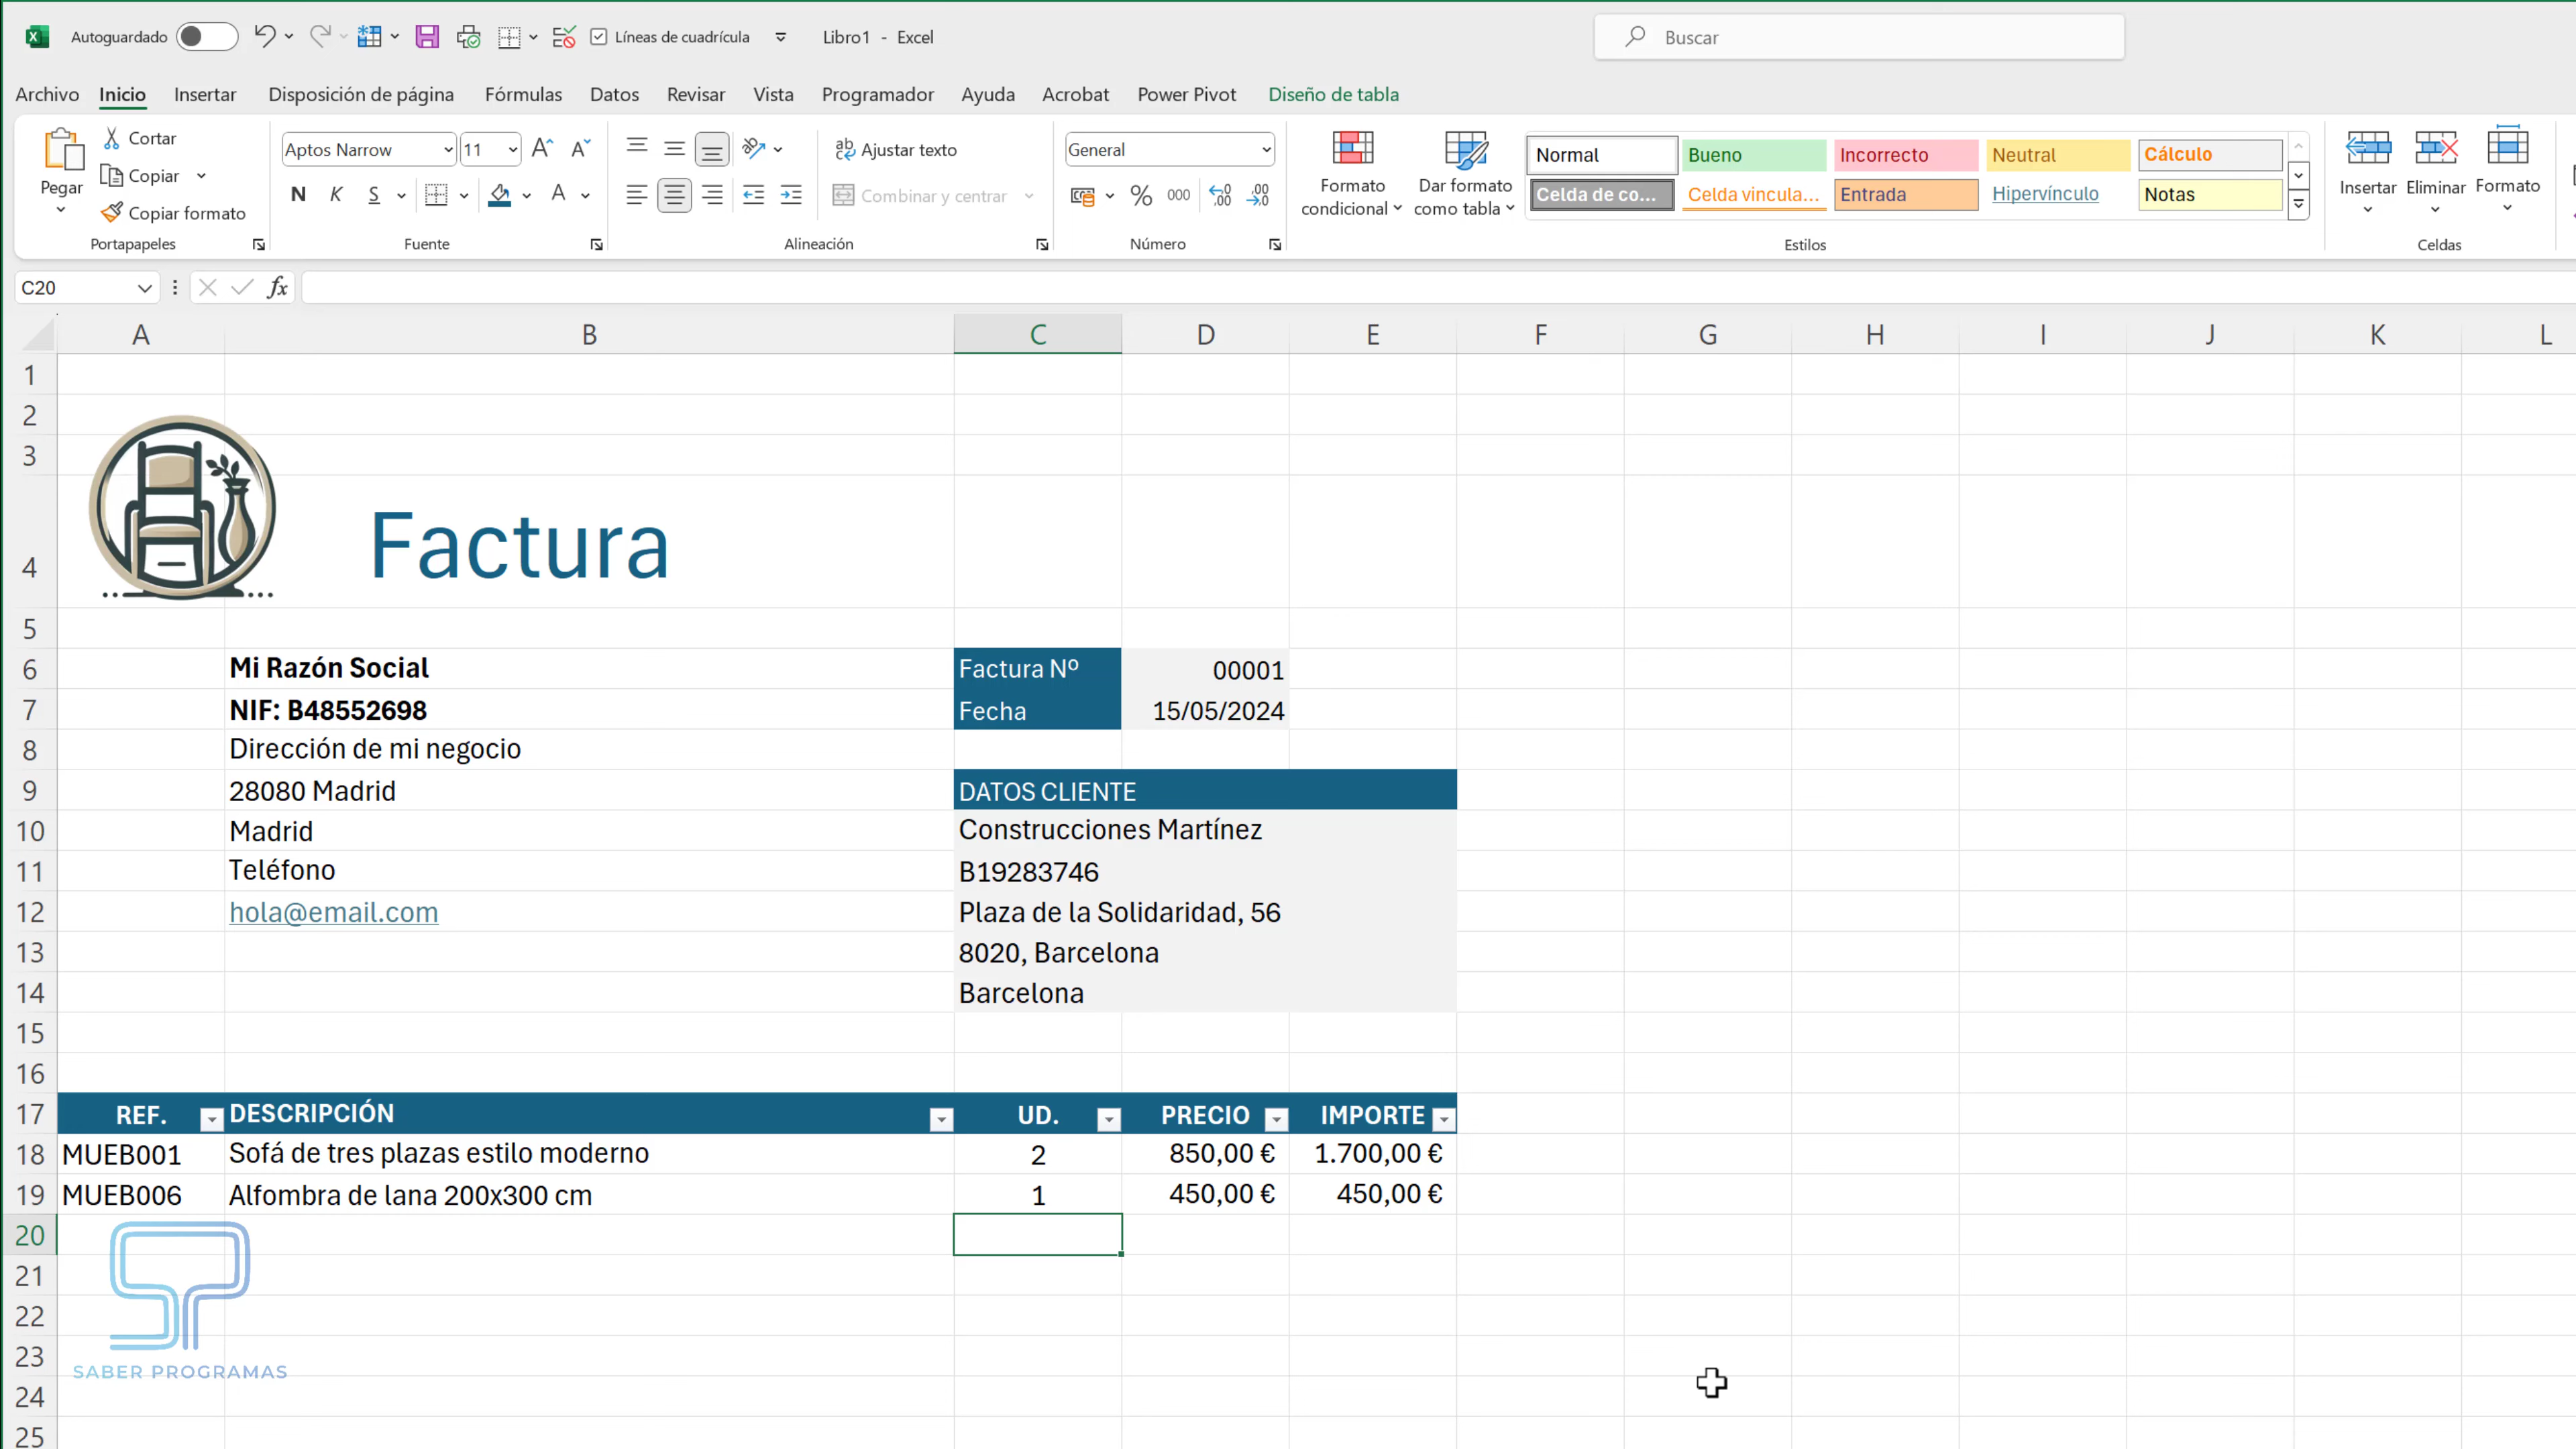 Autoguardado
Líneas de cuadrícula
Libro1 - Excel
Buscar
Archivo Inicio Insertar Disposición de página Fórmulas Datos Revisar Vista Programador Ayuda Acrobat Power Pivot Diseño de tabla
Pegar
Cortar
Copiar
Copiar formato
Portapapeles
Aptos Narrow 11
N K S
Fuente
Ajustar texto
Combinar y centrar
Alineación
General
% 000
Número
Formato condicional
Dar formato como tabla
Normal Bueno Incorrecto Neutral Cálculo
Celda de co... Celda vincula... Entrada Hipervínculo Notas
Estilos
Insertar Eliminar Formato
Celdas
C20
fx
A B C D E F G H I J K L
1
2
3
4 Factura
5
6 Mi Razón Social Factura Nº 00001
7 NIF: B48552698 Fecha 15/05/2024
8 Dirección de mi negocio
9 28080 Madrid DATOS CLIENTE
10 Madrid Construcciones Martínez
11 Teléfono B19283746
12 hola@email.com Plaza de la Solidaridad, 56
13 8020, Barcelona
14 Barcelona
15
16
17 REF. DESCRIPCIÓN UD. PRECIO IMPORTE
18 MUEB001 Sofá de tres plazas estilo moderno 2 850,00 € 1.700,00 €
19 MUEB006 Alfombra de lana 200x300 cm 1 450,00 € 450,00 €
20
21
22
23 SABER PROGRAMAS
24
25